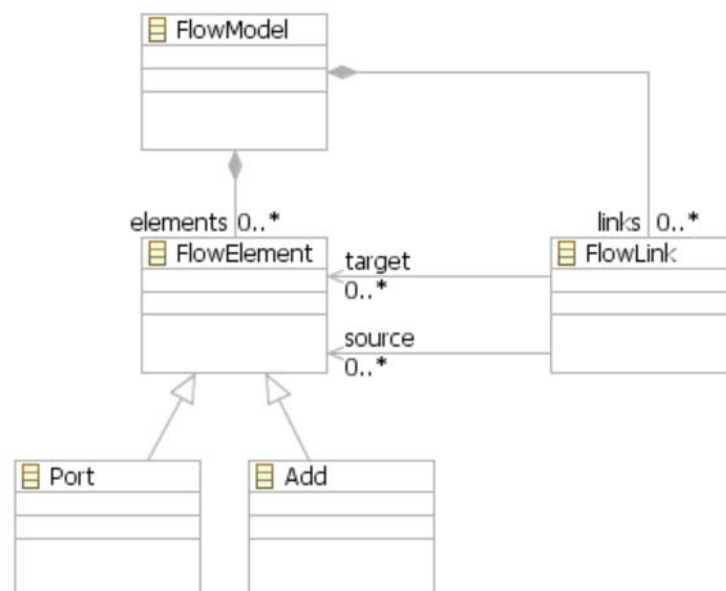 FlowModel
elements 0..*
links 0..*
FlowElement
FlowLink
target
0..*
source
0..*
Port
Add